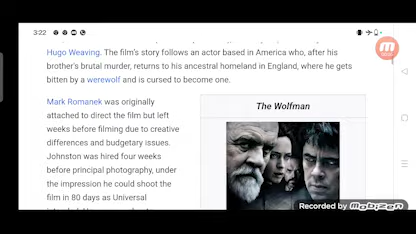 3:22
Hugo Weaving. The film's story follows an actor based in America who, after his
brother's brutal murder, returns to his ancestral homeland in England, where he gets
bitten by a werewolf and is cursed to become one.
Mark Romanek was originally
attached to direct the film but left
weeks before filming due to creative
differences and budgetary issues.
Johnston was hired four weeks
before principal photography, under
the impression he could shoot the
film in 80 days as Universal
The Wolfman
Recorded by
Mobizen